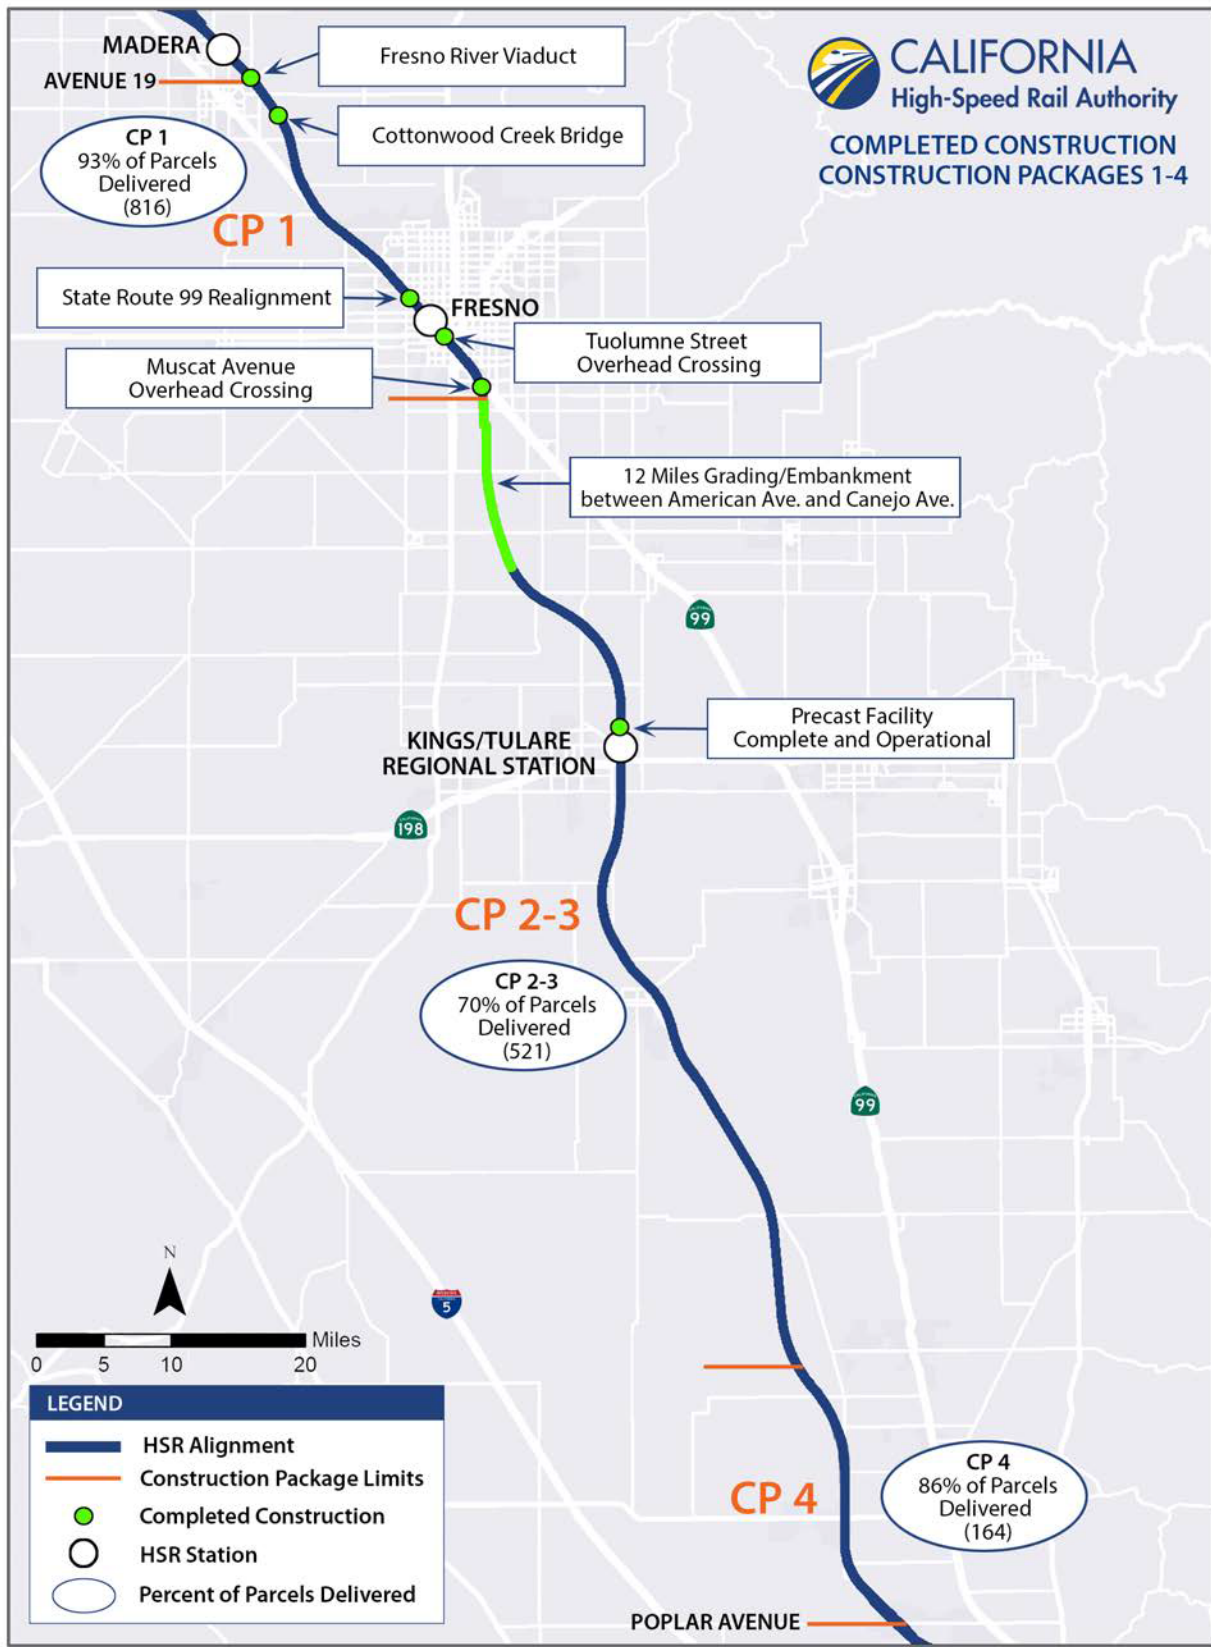 MADERA
AVENUE 19
Fresno River Viaduct
Cottonwood Creek Bridge
CALIFORNIA
High-Speed Rail Authority
COMPLETED CONSTRUCTION
CONSTRUCTION PACKAGES 1-4
CP 1
93% of Parcels
Delivered
(816)
CP 1
State Route 99 Realignment
FRESNO
Tuolumne Street
Overhead Crossing
Muscat Avenue
Overhead Crossing
12 Miles Grading/Embankment
between American Ave. and Canejo Ave.
99
Precast Facility
Complete and Operational
KINGS/TULARE
REGIONAL STATION
198
CP 2-3
CP 2-3
70% of Parcels
Delivered
(521)
99
N
5
Miles
0 5 10 20
LEGEND
HSR Alignment
Construction Package Limits
Completed Construction
HSR Station
Percent of Parcels Delivered
CP 4
CP 4
86% of Parcels
Delivered
(164)
POPLAR AVENUE